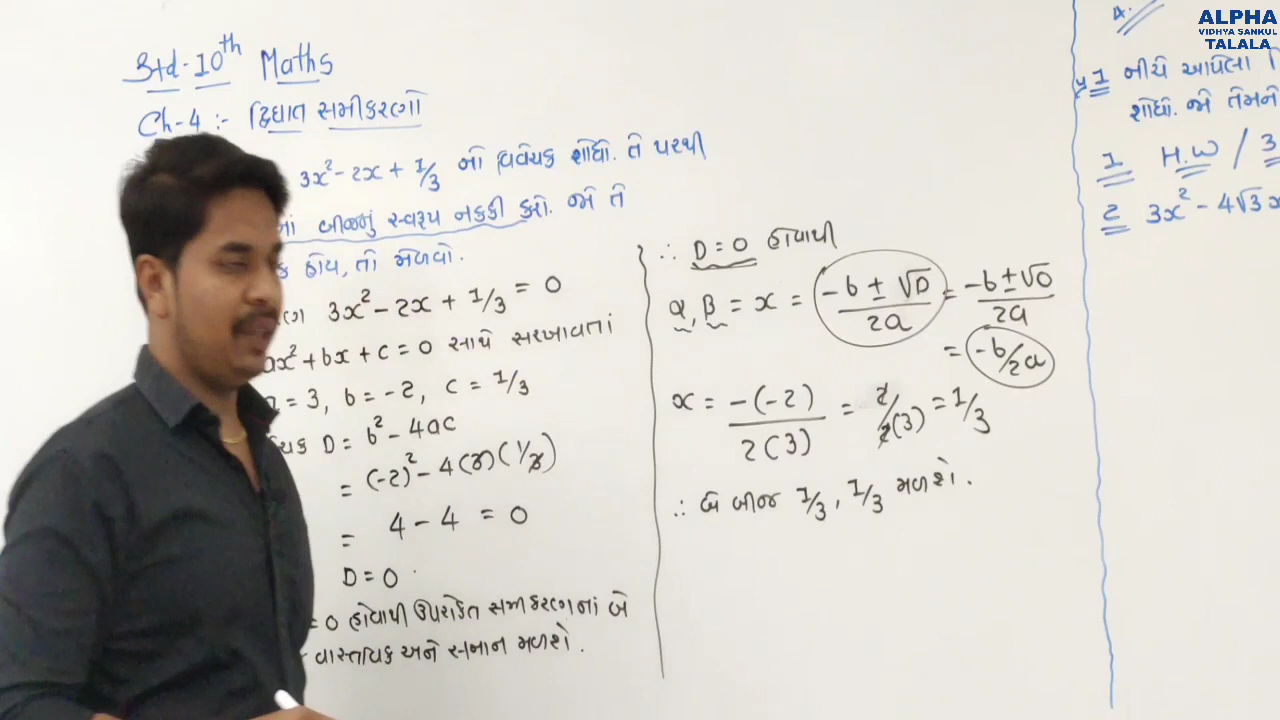 ALPHA
VIDHYA SANKUL
TALALA
Std-10th Maths
Ch-4 :- દ્વિઘાત સમીકરણો
3x² - 2x + 1/3 નો વિવેચક શોધો. તે પરથી
બીજનું સ્વરૂપ નક્કી કરો. જો તે
હોય, તો મેળવો.
3x² - 2x + 1/3 = 0
ax² + bx + c = 0 સાથે સરખાવતાં
= 3, b = -2, c = 1/3
D = b² - 4ac
= (-2)² - 4(3)(1/3)
= 4 - 4 = 0
D = 0
= 0 હોવાથી ઉપરોક્ત સમીકરણનાં બે
વાસ્તવિક અને સમાન મળશે.
∴ D = 0 હોવાથી
α, β = x = -b ± √D / 2a = -b ± √0 / 2a
= -b/2a
x = -(-2) / 2(3) = 2/2(3) = 1/3
∴ બે બીજ 1/3, 1/3 મળશે.
4.
1 નીચે આપેલા
શોધો. જો તેમને
1 H.W / 3
2 3x² - 4√3x